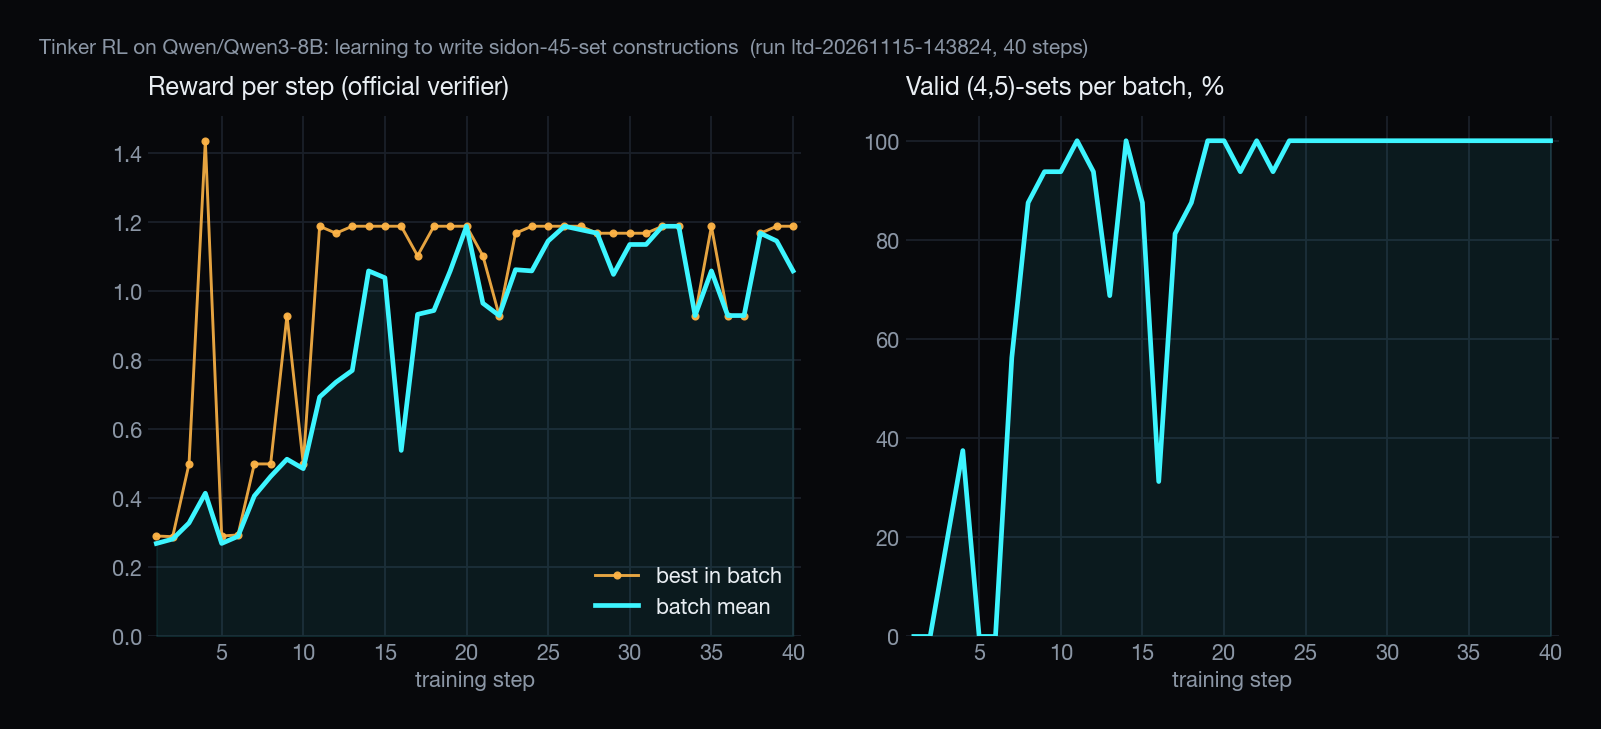 Tinker RL on Qwen/Qwen3-8B: learning to write sidon-45-set constructions (run ltd-20261115-143824, 40 steps)
Reward per step (official verifier)
1.4
1.2
1.0
0.8
0.6
0.4
0.2
0.0
best in batch
batch mean
5 10 15 20 25 30 35 40
training step
Valid (4,5)-sets per batch, %
100
80
60
40
20
0
5 10 15 20 25 30 35 40
training step